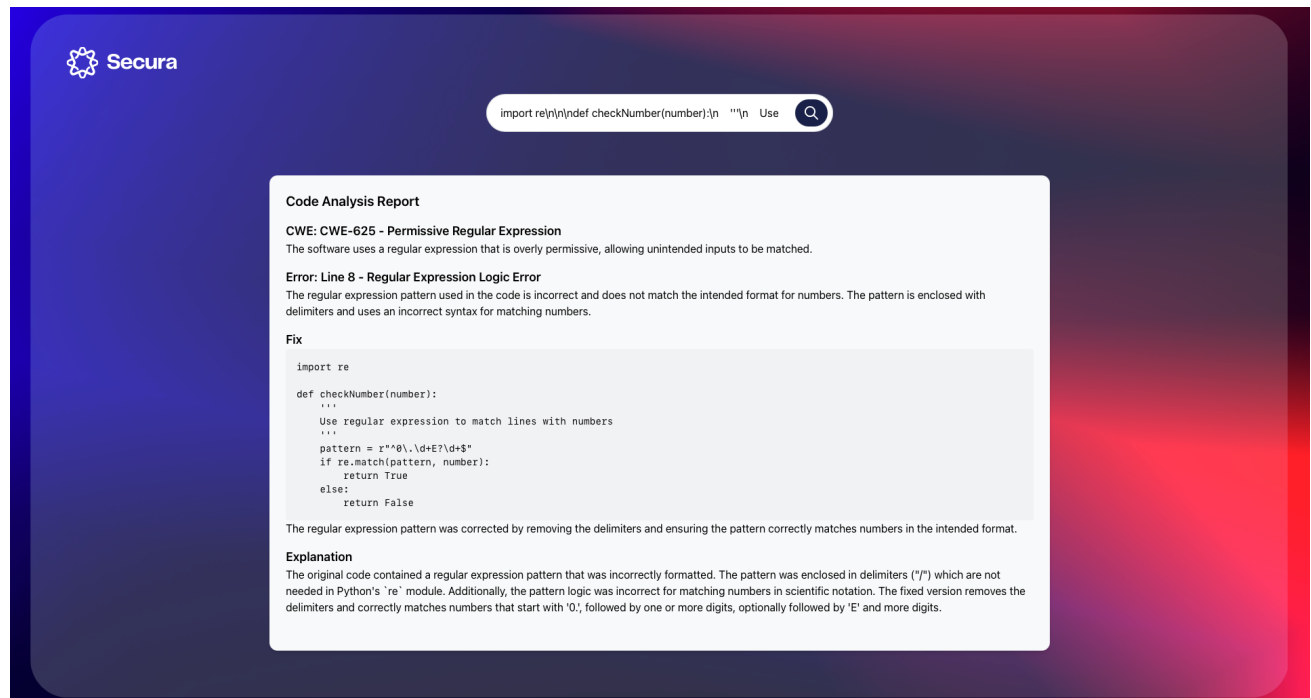 Secura
import re\n\n\ndef checkNumber(number):\n    '''\n    Use
Code Analysis Report
CWE: CWE-625 - Permissive Regular Expression
The software uses a regular expression that is overly permissive, allowing unintended inputs to be matched.
Error: Line 8 - Regular Expression Logic Error
The regular expression pattern used in the code is incorrect and does not match the intended format for numbers. The pattern is enclosed with
delimiters and uses an incorrect syntax for matching numbers.
Fix
import re
def checkNumber(number):
    '''
    Use regular expression to match lines with numbers
    '''
    pattern = r"^0\.\d+E?\d+$"
    if re.match(pattern, number):
        return True
    else:
        return False
The regular expression pattern was corrected by removing the delimiters and ensuring the pattern correctly matches numbers in the intended format.
Explanation
The original code contained a regular expression pattern that was incorrectly formatted. The pattern was enclosed in delimiters ("/") which are not
needed in Python's `re` module. Additionally, the pattern logic was incorrect for matching numbers in scientific notation. The fixed version removes the
delimiters and correctly matches numbers that start with '0.', followed by one or more digits, optionally followed by 'E' and more digits.